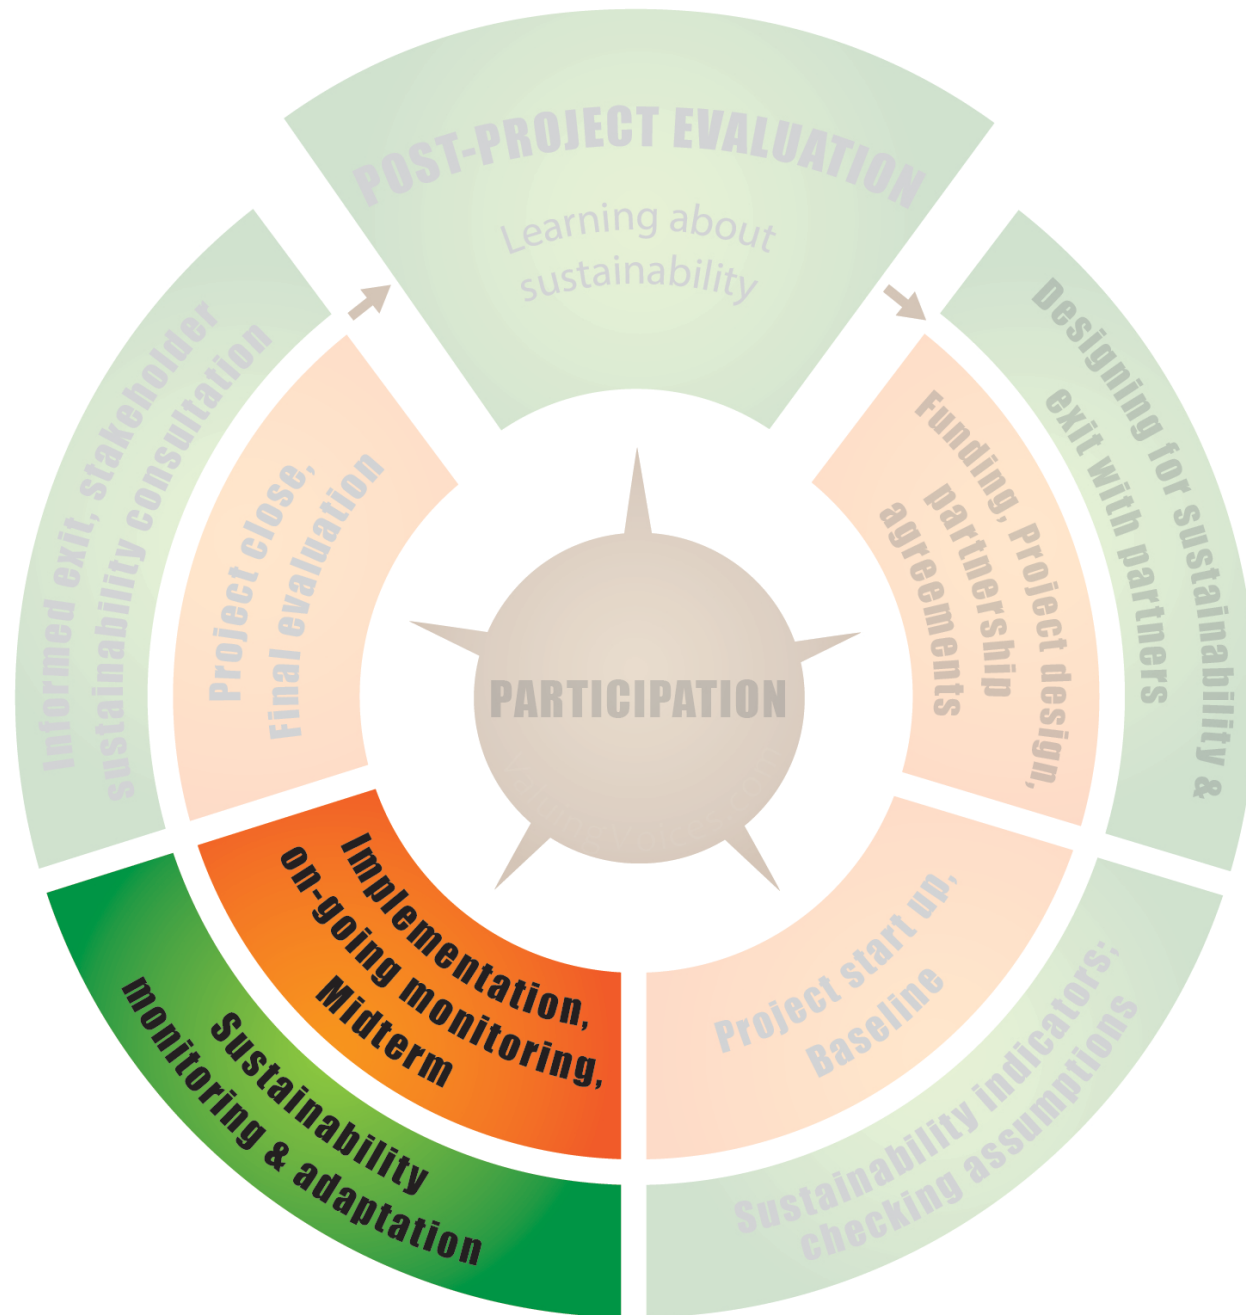 POST-PROJECT EVALUATION
Learning about
sustainability
Designing for sustainabillity &
exit with partners
Funding, Project design,
partnership
agreements
Sustainability indicators;
checking assumptions
Project start up,
Baseline
Implementation,
on-going monitoring,
Midterm
Sustainability
monitoring & adaptation
Project close,
Final evaluation
Informed exit, stakeholder
sustainability consultation
PARTICIPATION